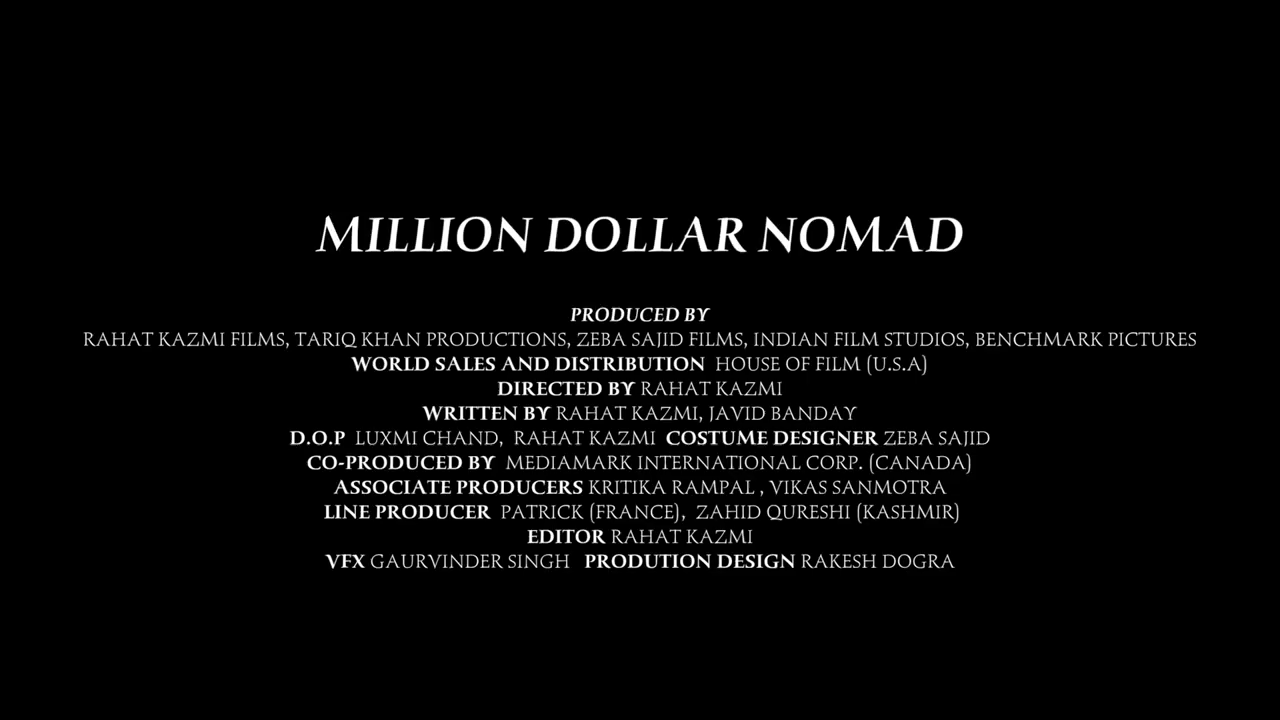 MILLION DOLLAR NOMAD
PRODUCED BY
RAHAT KAZMI FILMS, TARIQ KHAN PRODUCTIONS, ZEBA SAJID FILMS, INDIAN FILM STUDIOS, BENCHMARK PICTURES
WORLD SALES AND DISTRIBUTION HOUSE OF FILM (U.S.A)
DIRECTED BY RAHAT KAZMI
WRITTEN BY RAHAT KAZMI, JAVID BANDAY
D.O.P LUXMI CHAND, RAHAT KAZMI COSTUME DESIGNER ZEBA SAJID
CO-PRODUCED BY MEDIAMARK INTERNATIONAL CORP. (CANADA)
ASSOCIATE PRODUCERS KRITIKA RAMPAL , VIKAS SANMOTRA
LINE PRODUCER PATRICK (FRANCE), ZAHID QURESHI (KASHMIR)
EDITOR RAHAT KAZMI
VFX GAURVINDER SINGH PRODUTION DESIGN RAKESH DOGRA